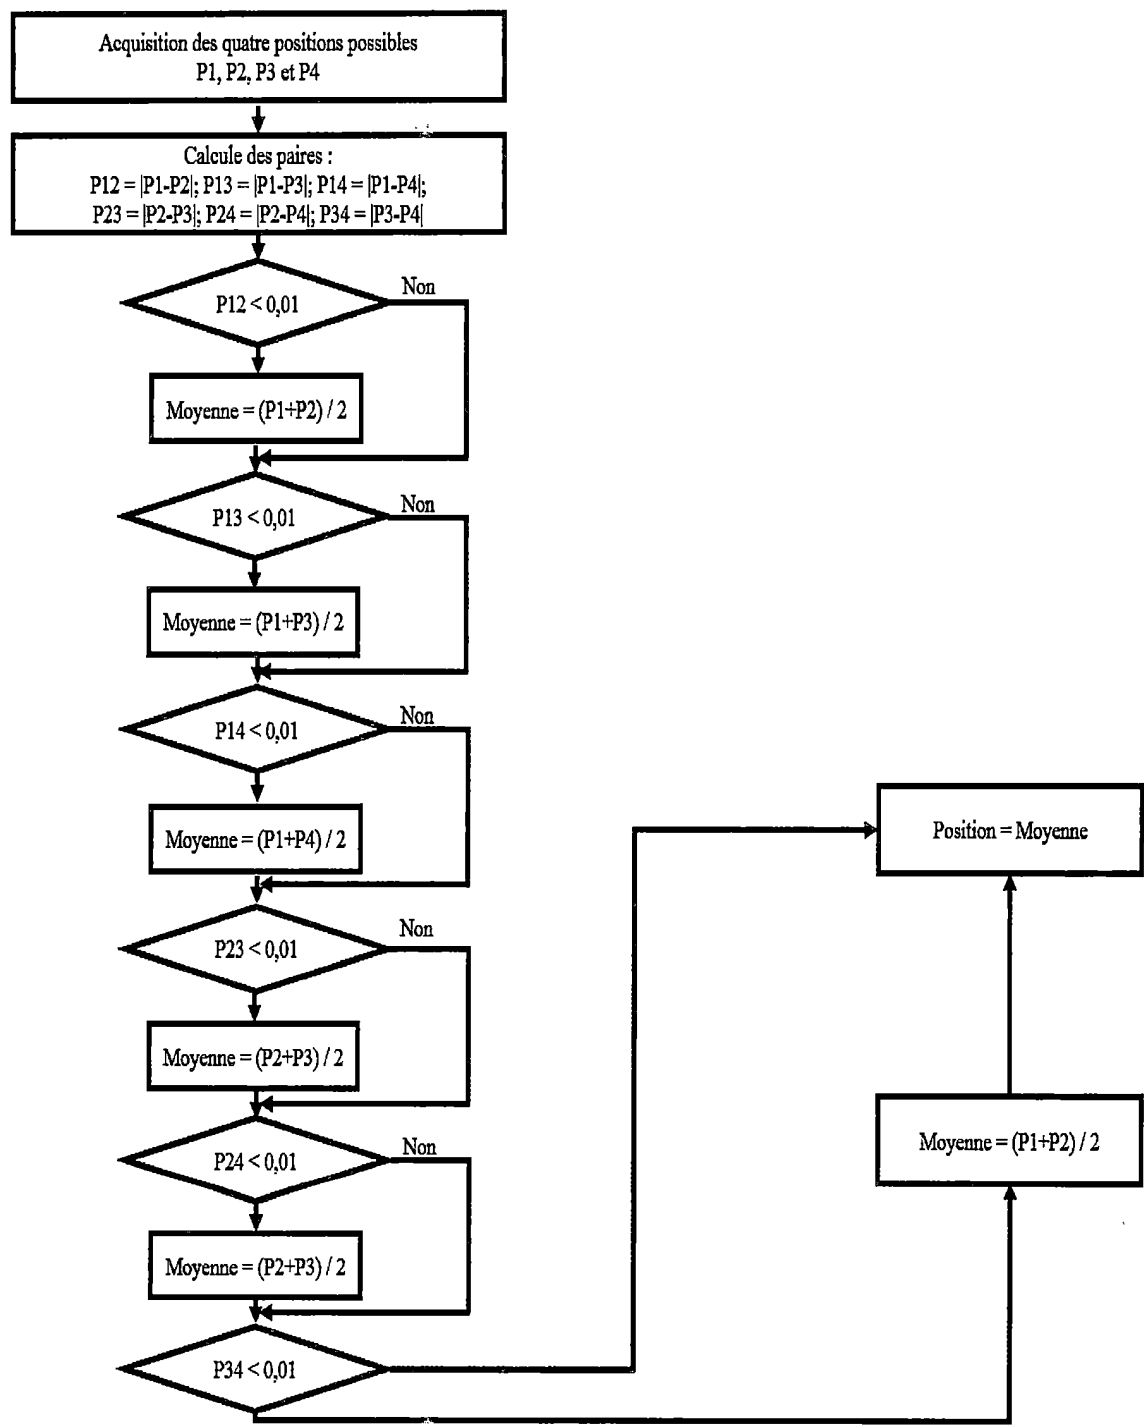 Acquisition des quatre positions possibles
P1, P2, P3 et P4
Calcule des paires :
P12 = |P1-P2|; P13 = |P1-P3|; P14 = |P1-P4|;
P23 = |P2-P3|; P24 = |P2-P4|; P34 = |P3-P4|
P12 < 0,01
Non
Moyenne = (P1+P2) / 2
P13 < 0,01
Non
Moyenne = (P1+P3) / 2
P14 < 0,01
Non
Moyenne = (P1+P4) / 2
P23 < 0,01
Non
Moyenne = (P2+P3) / 2
P24 < 0,01
Non
Moyenne = (P2+P3) / 2
P34 < 0,01
Moyenne = (P1+P2) / 2
Position = Moyenne